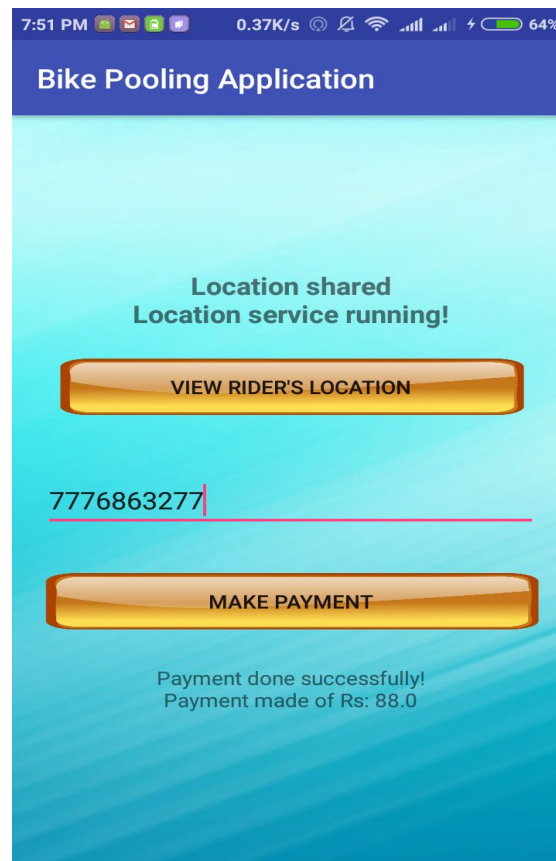 7:51 PM 0.37K/s 64%
Bike Pooling Application
Location shared
Location service running!
VIEW RIDER'S LOCATION
7776863277
MAKE PAYMENT
Payment done successfully!
Payment made of Rs: 88.0